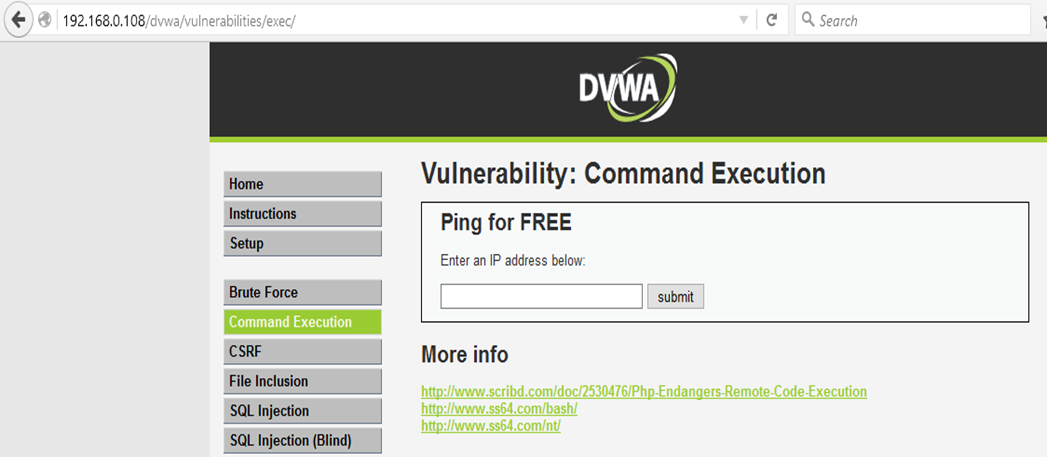 192.168.0.108/dvwa/vulnerabilities/exec/
Search
DVWA
Home
Instructions
Setup
Brute Force
Command Execution
CSRF
File Inclusion
SQL Injection
SQL Injection (Blind)
Vulnerability: Command Execution
Ping for FREE
Enter an IP address below:
submit
More info
http://www.scribd.com/doc/2530476/Php-Endangers-Remote-Code-Execution
http://www.ss64.com/bash/
http://www.ss64.com/nt/